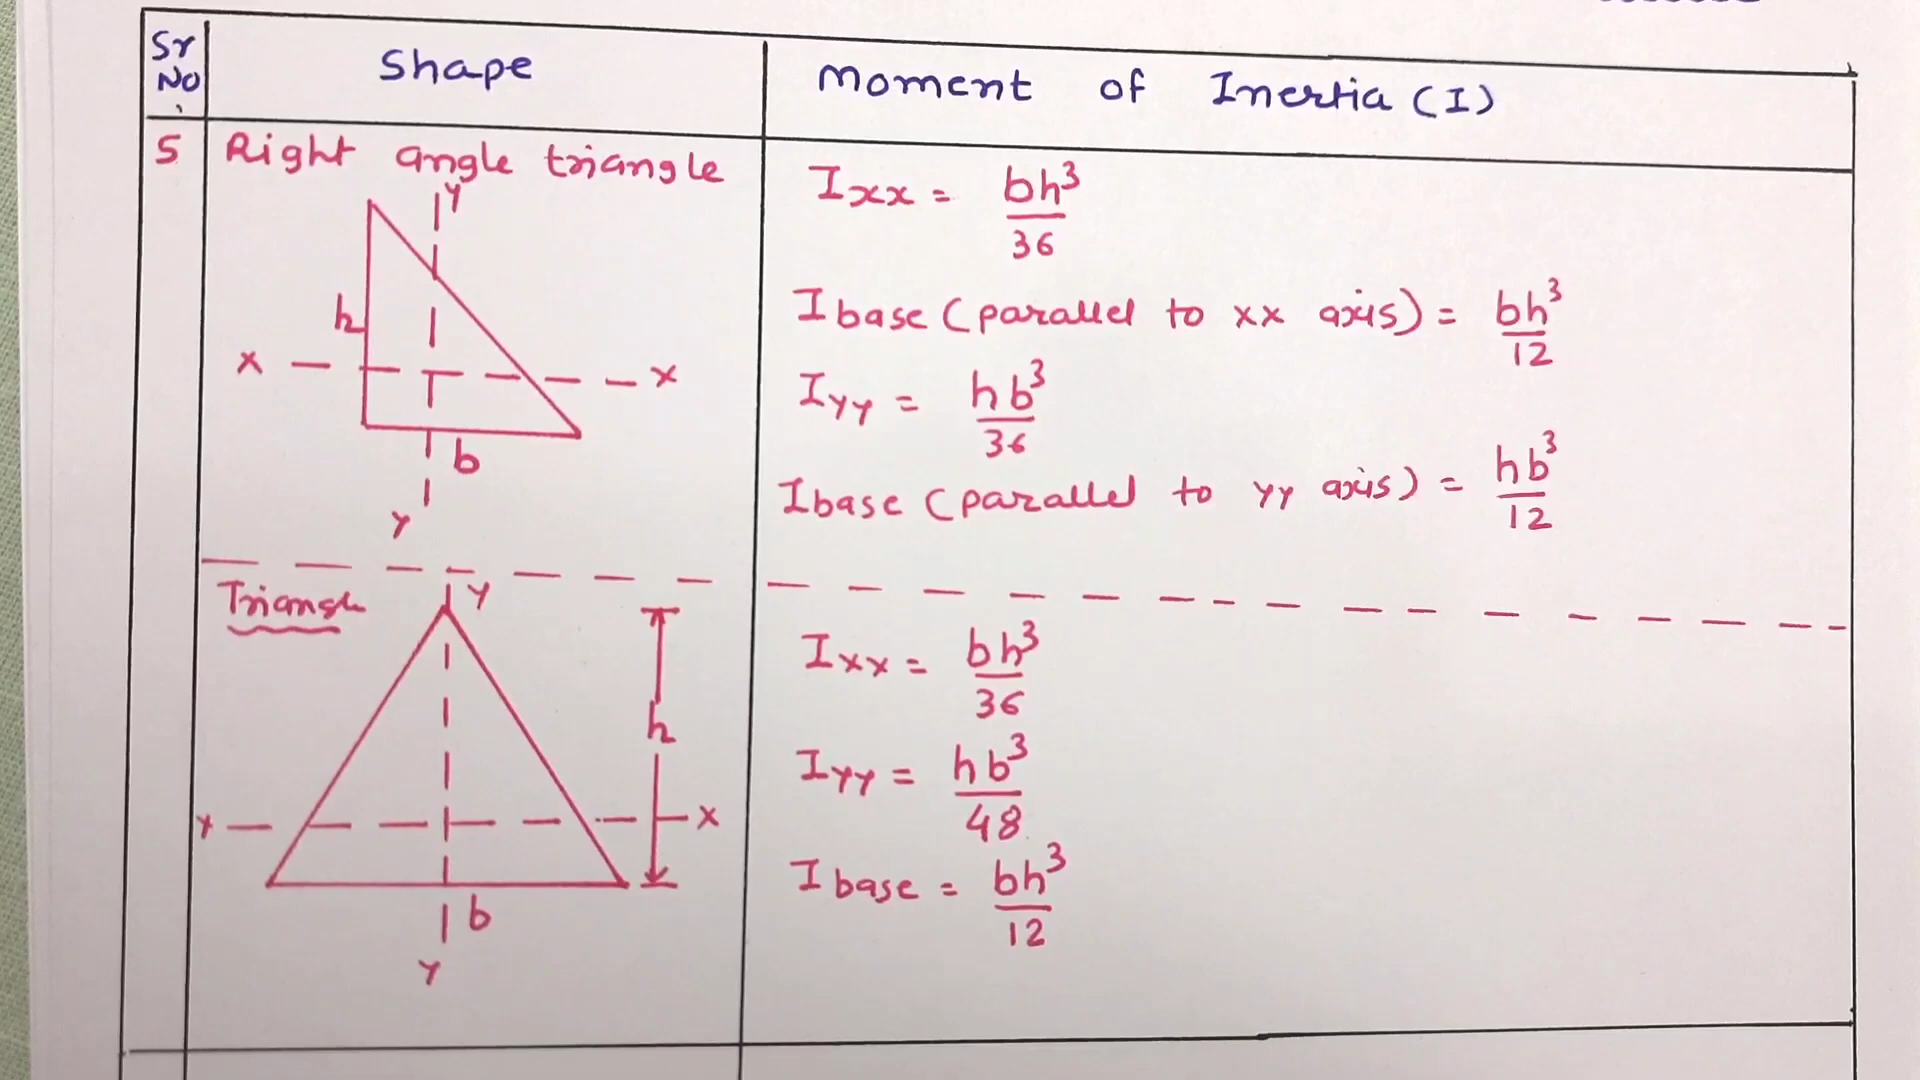 Sr No.
Shape
Moment of Inertia (I)
5
Right angle triangle
Y
h
x
x
b
Y
Ixx = bh³/36
Ibase (parallel to xx axis) = bh³/12
Iyy = hb³/36
Ibase (parallel to yy axis) = hb³/12
Triangle
Y
h
x
x
b
Y
Ixx = bh³/36
Iyy = hb³/48
Ibase = bh³/12